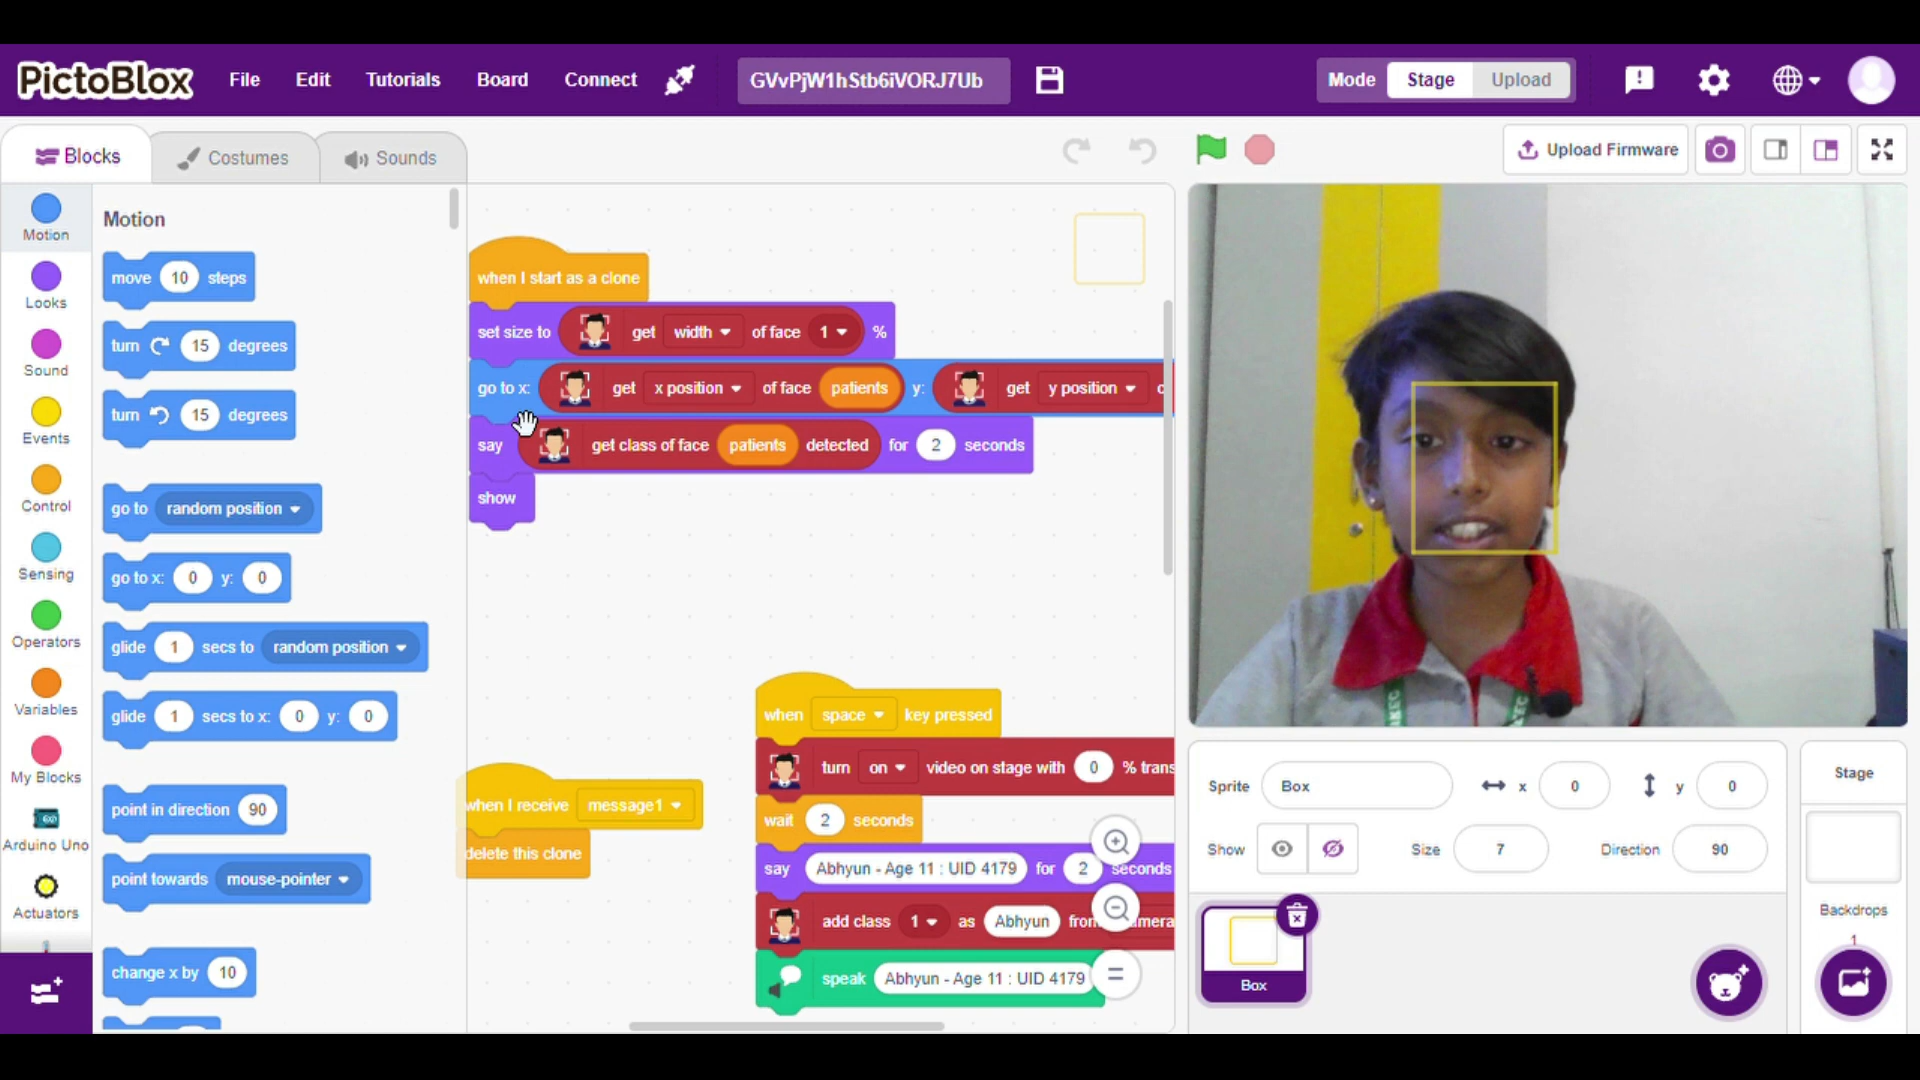 PictoBlox File Edit Tutorials Board Connect GVvPjW1hStb6iVORJ7Ub Mode Stage Upload
Blocks Costumes Sounds Upload Firmware
Motion
Looks
Sound
Events
Control
Sensing
Operators
Variables
My Blocks
Arduino Uno
Actuators
Motion
move 10 steps
turn 15 degrees
turn 15 degrees
go to random position
go to x: 0 y: 0
glide 1 secs to random position
glide 1 secs to x: 0 y: 0
point in direction 90
point towards mouse-pointer
change x by 10
when I start as a clone
set size to get width of face 1 %
go to x: get x position of face patients y: get y position
say get class of face patients detected for 2 seconds
show
when I receive message1
delete this clone
when space key pressed
turn on video on stage with 0 % trans
wait 2 seconds
say Abhyun - Age 11 : UID 4179 for 2 seconds
add class 1 as Abhyun from camera
speak Abhyun - Age 11 : UID 4179
Sprite Box x 0 y 0
Show Size 7 Direction 90
Box
Stage
Backdrops
1